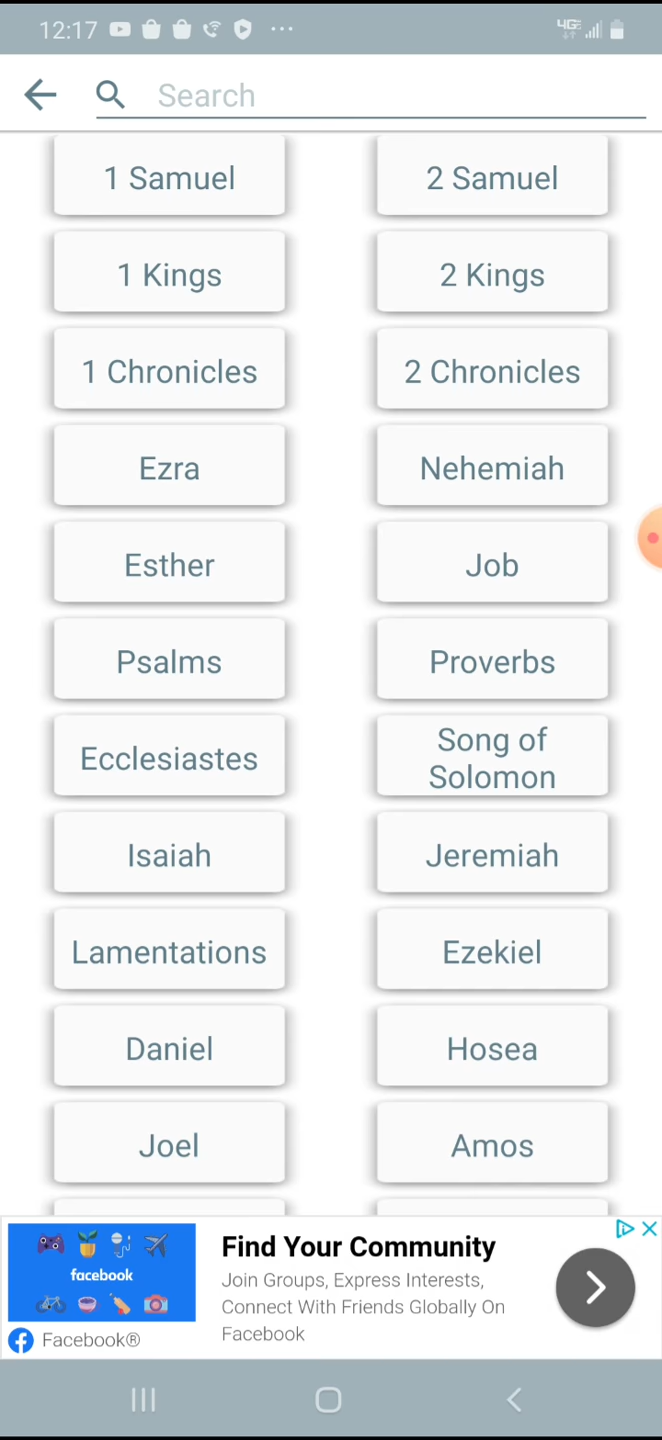 12:17
4GE
Search
1 Samuel
2 Samuel
1 Kings
2 Kings
1 Chronicles
2 Chronicles
Ezra
Nehemiah
Esther
Job
Psalms
Proverbs
Ecclesiastes
Song of
Solomon
Isaiah
Jeremiah
Lamentations
Ezekiel
Daniel
Hosea
Joel
Amos
facebook
Facebook®
Find Your Community
Join Groups, Express Interests,
Connect With Friends Globally On
Facebook